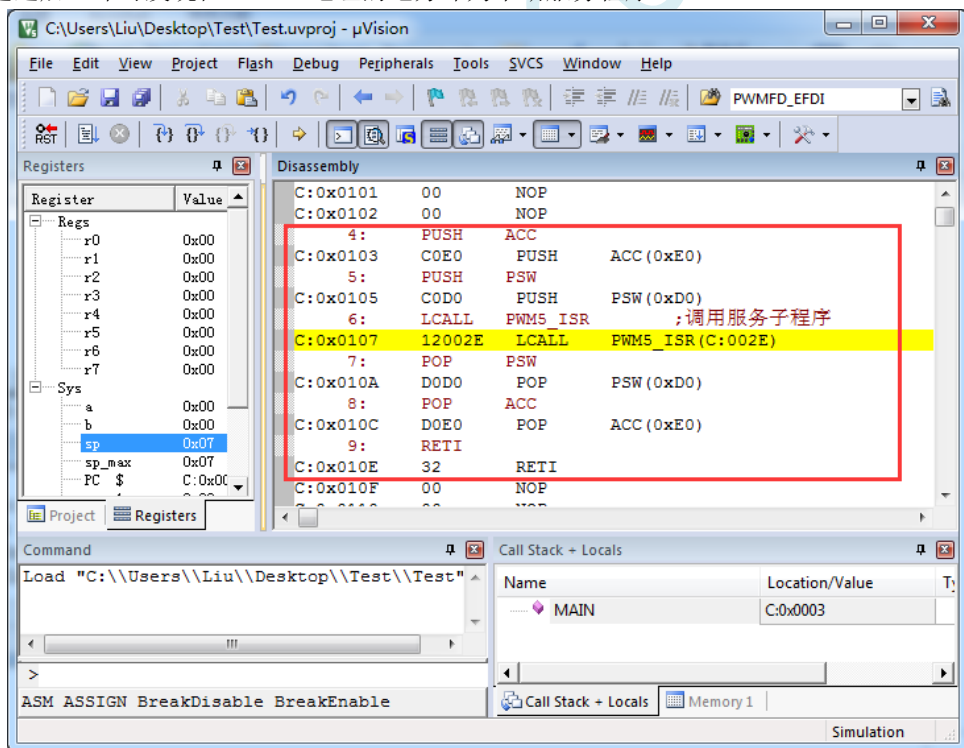 C:\Users\Liu\Desktop\Test\Test.uvproj - µVision
File Edit View Project Flash Debug Peripherals Tools SVCS Window Help
PWMFD_EFDI
RST
Registers
Disassembly
Register Value
Regs
r0 0x00
r1 0x00
r2 0x00
r3 0x00
r4 0x00
r5 0x00
r6 0x00
r7 0x00
Sys
a 0x00
b 0x00
sp 0x07
sp_max 0x07
PC $ C:0x00
Project Registers
C:0x0101 00 NOP
C:0x0102 00 NOP
4: PUSH ACC
C:0x0103 C0E0 PUSH ACC(0xE0)
5: PUSH PSW
C:0x0105 C0D0 PUSH PSW(0xD0)
6: LCALL PWM5_ISR ;调用服务子程序
C:0x0107 12002E LCALL PWM5_ISR(C:002E)
7: POP PSW
C:0x010A D0D0 POP PSW(0xD0)
8: POP ACC
C:0x010C D0E0 POP ACC(0xE0)
9: RETI
C:0x010E 32 RETI
C:0x010F 00 NOP
Command
Load "C:\\Users\\Liu\\Desktop\\Test\\Test"
>
ASM ASSIGN BreakDisable BreakEnable
Call Stack + Locals
Name Location/Value
MAIN C:0x0003
Call Stack + Locals Memory 1
Simulation